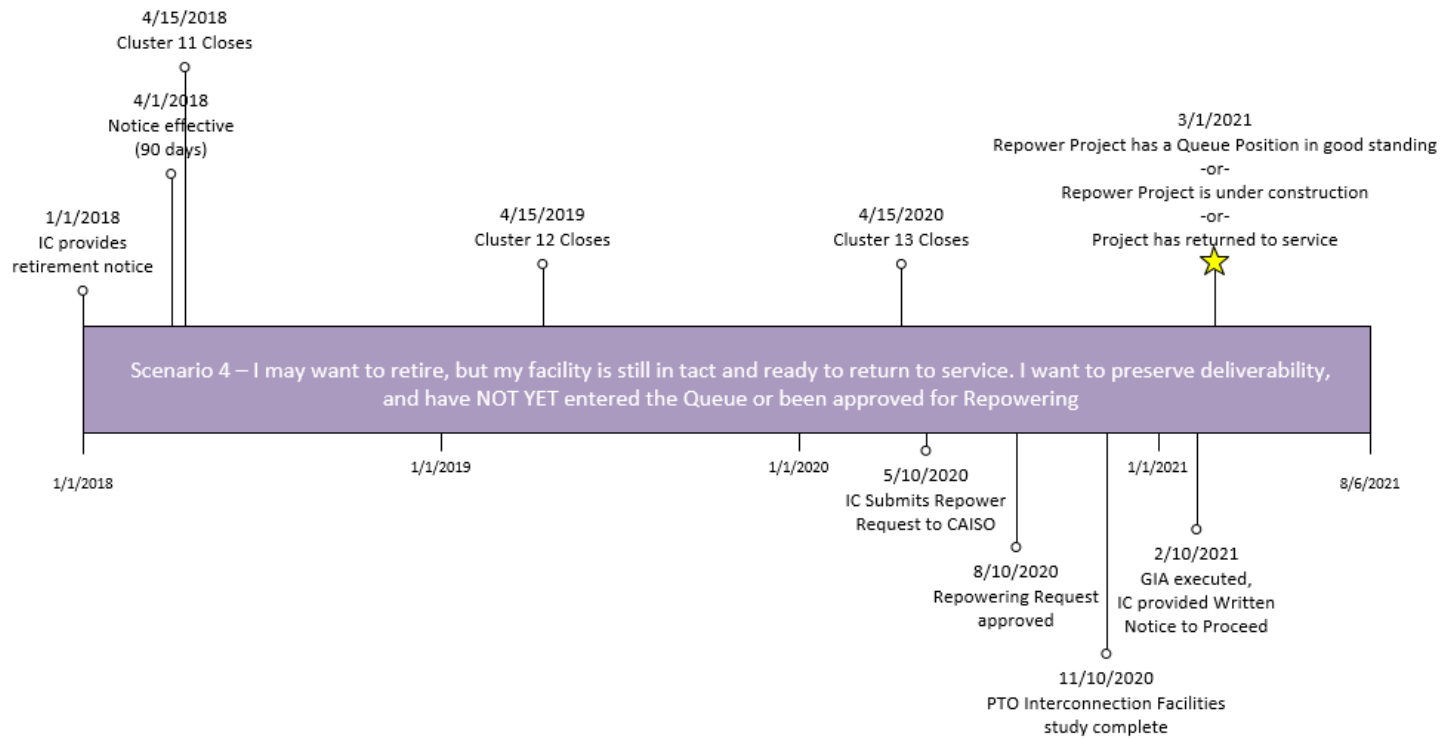 4/15/2018
Cluster 11 Closes
4/1/2018
Notice effective
(90 days)
1/1/2018
IC provides
retirement notice
4/15/2019
Cluster 12 Closes
4/15/2020
Cluster 13 Closes
3/1/2021
Repower Project has a Queue Position in good standing
-or-
Repower Project is under construction
-or-
Project has returned to service
Scenario 4 – I may want to retire, but my facility is still in tact and ready to return to service. I want to preserve deliverability,
and have NOT YET entered the Queue or been approved for Repowering
1/1/2018
1/1/2019
1/1/2020
1/1/2021
8/6/2021
5/10/2020
IC Submits Repower
Request to CAISO
8/10/2020
Repowering Request
approved
2/10/2021
GIA executed,
IC provided Written
Notice to Proceed
11/10/2020
PTO Interconnection Facilities
study complete